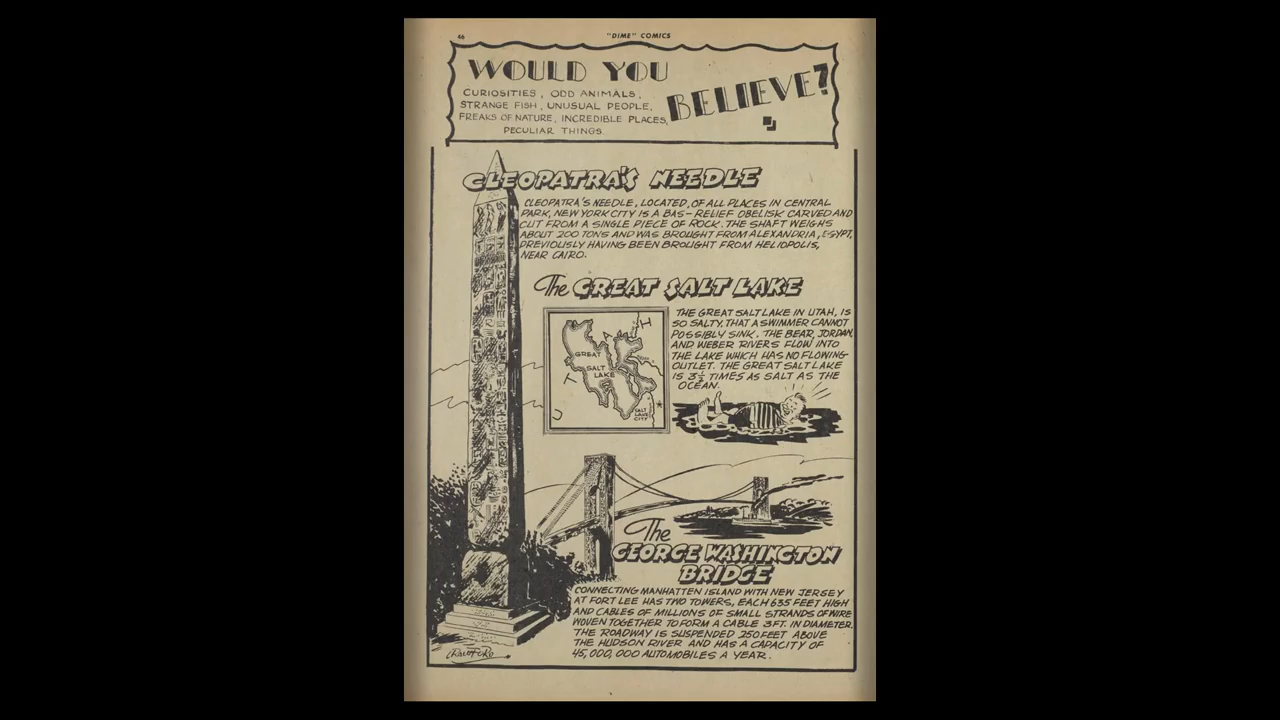 46
"DIME" COMICS
WOULD YOU
BELIEVE?
CURIOSITIES, ODD ANIMALS,
STRANGE FISH, UNUSUAL PEOPLE,
FREAKS OF NATURE, INCREDIBLE PLACES,
PECULIAR THINGS.
CLEOPATRA'S NEEDLE
CLEOPATRA'S NEEDLE, LOCATED, OF ALL PLACES IN CENTRAL
PARK, NEW YORK CITY IS A BAS-RELIEF OBELISK CARVED AND
CUT FROM A SINGLE PIECE OF ROCK. THE SHAFT WEIGHS
ABOUT 200 TONS AND WAS BROUGHT FROM ALEXANDRIA, EGYPT,
PREVIOUSLY HAVING BEEN BROUGHT FROM HELIOPOLIS,
NEAR CAIRO.
The GREAT SALT LAKE
THE GREAT SALT LAKE IN UTAH, IS
SO SALTY, THAT A SWIMMER CANNOT
POSSIBLY SINK. THE BEAR, JORDAN,
AND WEBER RIVERS FLOW INTO
THE LAKE WHICH HAS NO FLOWING
OUTLET. THE GREAT SALT LAKE
IS 3½ TIMES AS SALT AS THE
OCEAN.
UTAH
GREAT
SALT
LAKE
SALT
LAKE
CITY
The
GEORGE WASHINGTON
BRIDGE
CONNECTING MANHATTEN ISLAND WITH NEW JERSEY
AT FORT LEE HAS TWO TOWERS, EACH 635 FEET HIGH
AND CABLES OF MILLIONS OF SMALL STRANDS OF WIRE
WOVEN TOGETHER TO FORM A CABLE 3FT. IN DIAMETER.
THE ROADWAY IS SUSPENDED 250 FEET ABOVE
THE HUDSON RIVER AND HAS A CAPACITY OF
45,000,000 AUTOMOBILES A YEAR.